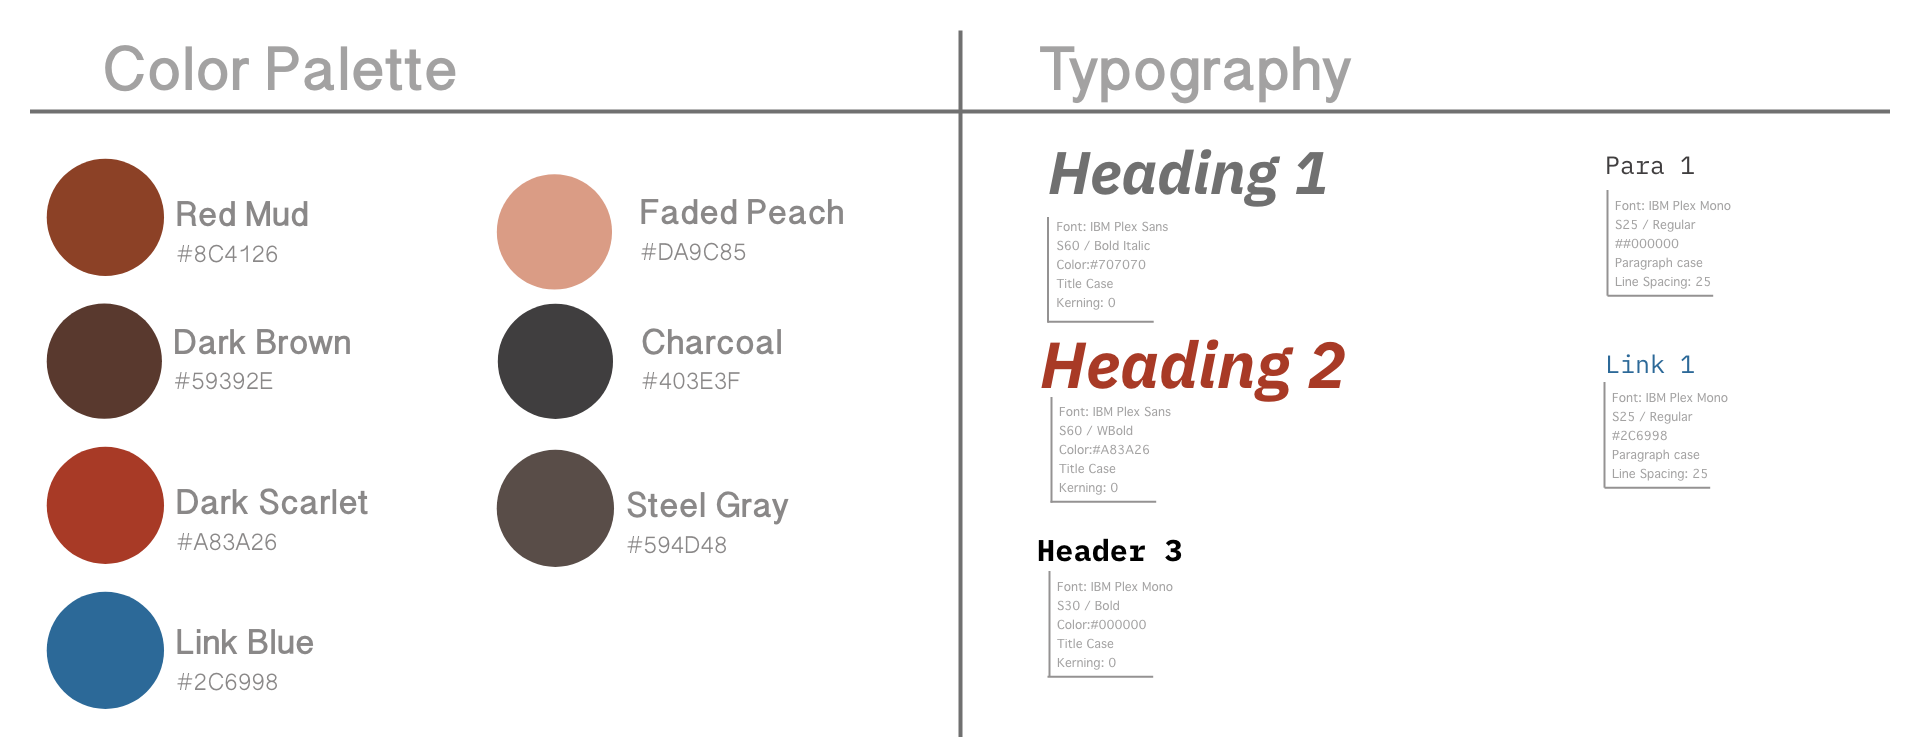 Color Palette
Red Mud
#8C4126
Faded Peach
#DA9C85
Dark Brown
#59392E
Charcoal
#403E3F
Dark Scarlet
#A83A26
Steel Gray
#594D48
Link Blue
#2C6998
Typography
Heading 1
Font: IBM Plex Sans
S60 / Bold Italic
Color:#707070
Title Case
Kerning: 0
Heading 2
Font: IBM Plex Sans
S60 / WBold
Color:#A83A26
Title Case
Kerning: 0
Header 3
Font: IBM Plex Mono
S30 / Bold
Color:#000000
Title Case
Kerning: 0
Para 1
Font: IBM Plex Mono
S25 / Regular
##000000
Paragraph case
Line Spacing: 25
Link 1
Font: IBM Plex Mono
S25 / Regular
#2C6998
Paragraph case
Line Spacing: 25